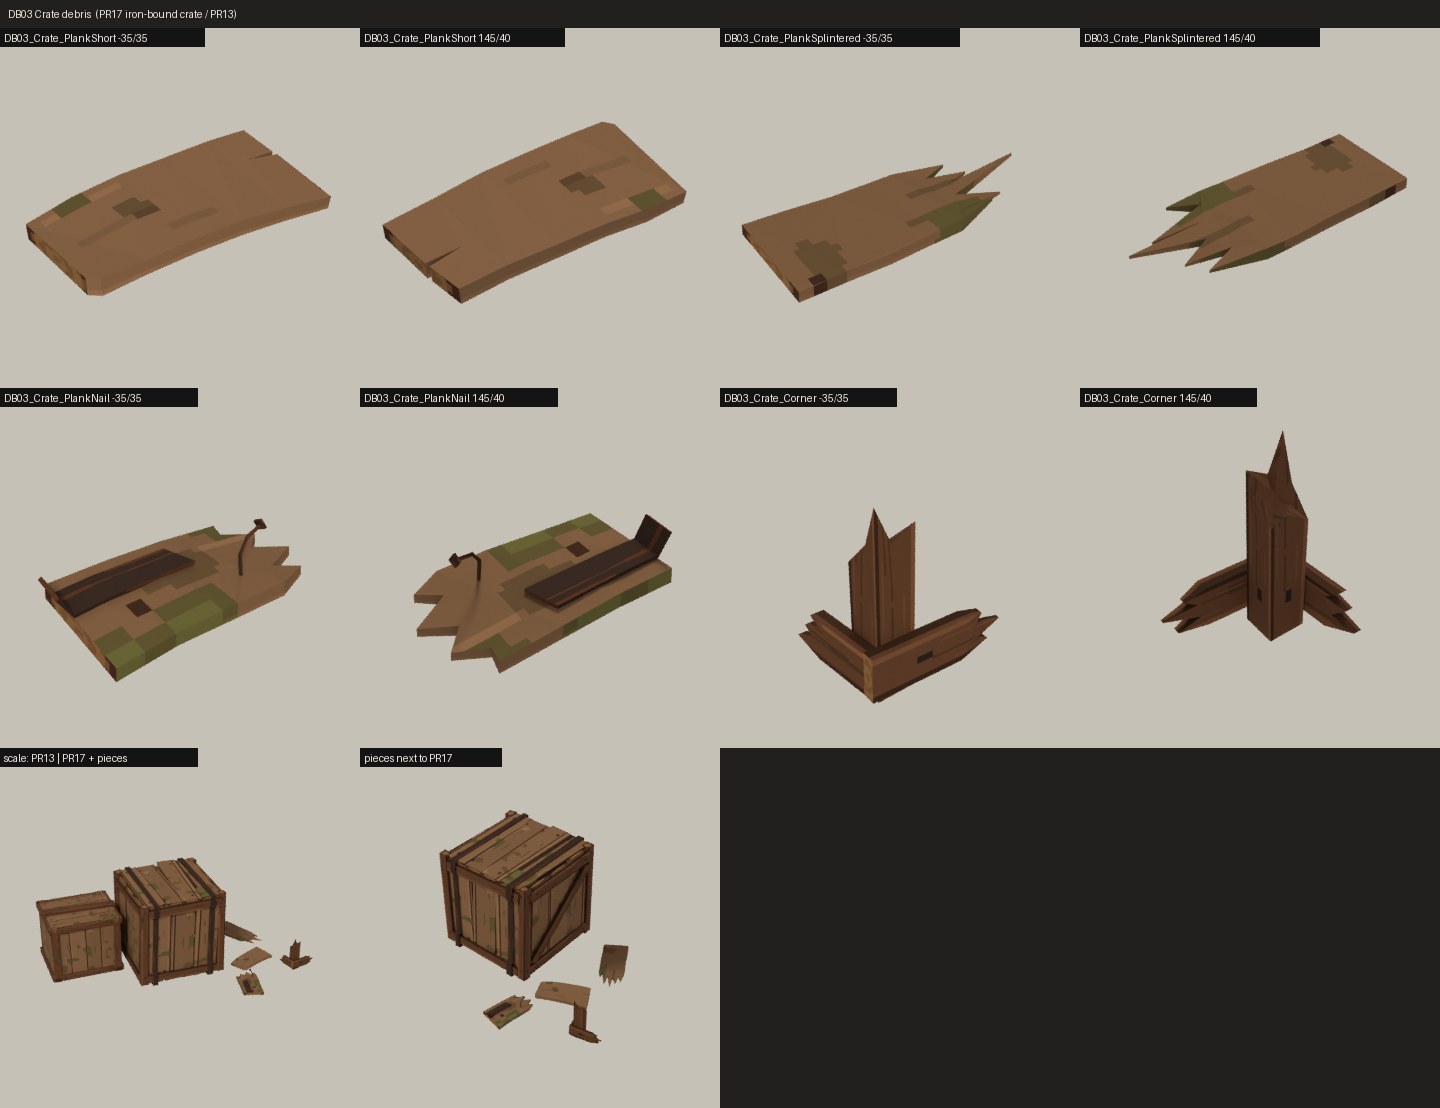 DB03 Crate debris (PR17 iron-bound crate / PR13)
DB03_Crate_PlankShort -35/35
DB03_Crate_PlankShort 145/40
DB03_Crate_PlankSplintered -35/35
DB03_Crate_PlankSplintered 145/40
DB03_Crate_PlankNail -35/35
DB03_Crate_PlankNail 145/40
DB03_Crate_Corner -35/35
DB03_Crate_Corner 145/40
scale: PR13 | PR17 + pieces
pieces next to PR17